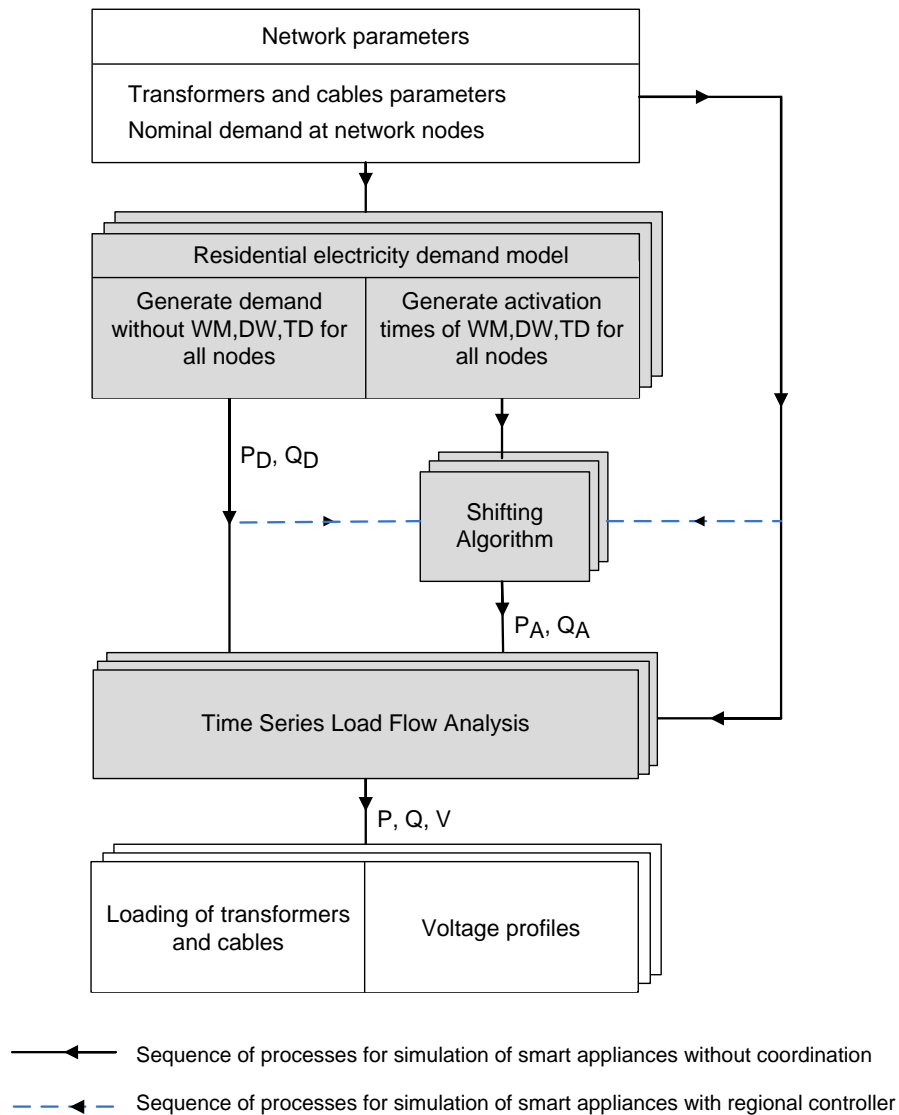 Network parameters
Transformers and cables parameters
Nominal demand at network nodes
Residential electricity demand model
Generate demand
without WM,DW,TD for
all nodes
Generate activation
times of WM,DW,TD for
all nodes
PD, QD
Shifting
Algorithm
PA, QA
Time Series Load Flow Analysis
P, Q, V
Loading of transformers
and cables
Voltage profiles
Sequence of processes for simulation of smart appliances without coordination
Sequence of processes for simulation of smart appliances with regional controller